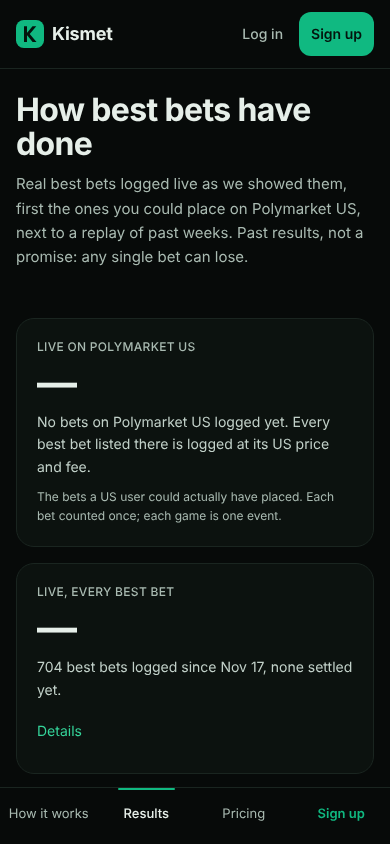 K Kismet
Log in
Sign up
How best bets have
done
Real best bets logged live as we showed them,
first the ones you could place on Polymarket US,
next to a replay of past weeks. Past results, not a
promise: any single bet can lose.
LIVE ON POLYMARKET US
—
No bets on Polymarket US logged yet. Every
best bet listed there is logged at its US price
and fee.
The bets a US user could actually have placed. Each
bet counted once; each game is one event.
LIVE, EVERY BEST BET
—
704 best bets logged since Nov 17, none settled
yet.
Details
How it works
Results
Pricing
Sign up